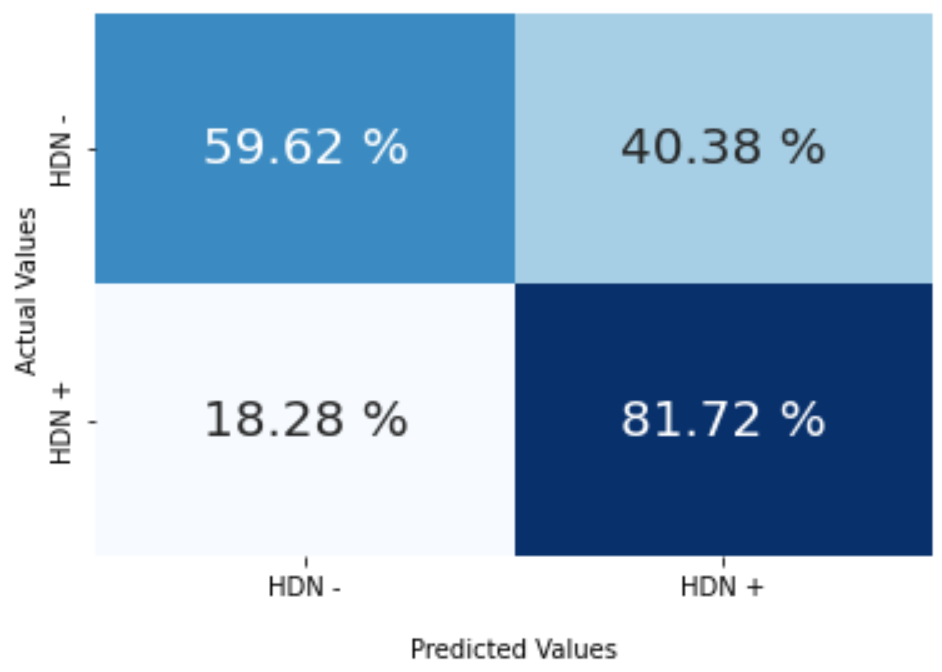 Actual Values
HDN -
59.62 %
40.38 %
HDN +
18.28 %
81.72 %
HDN -
HDN +
Predicted Values